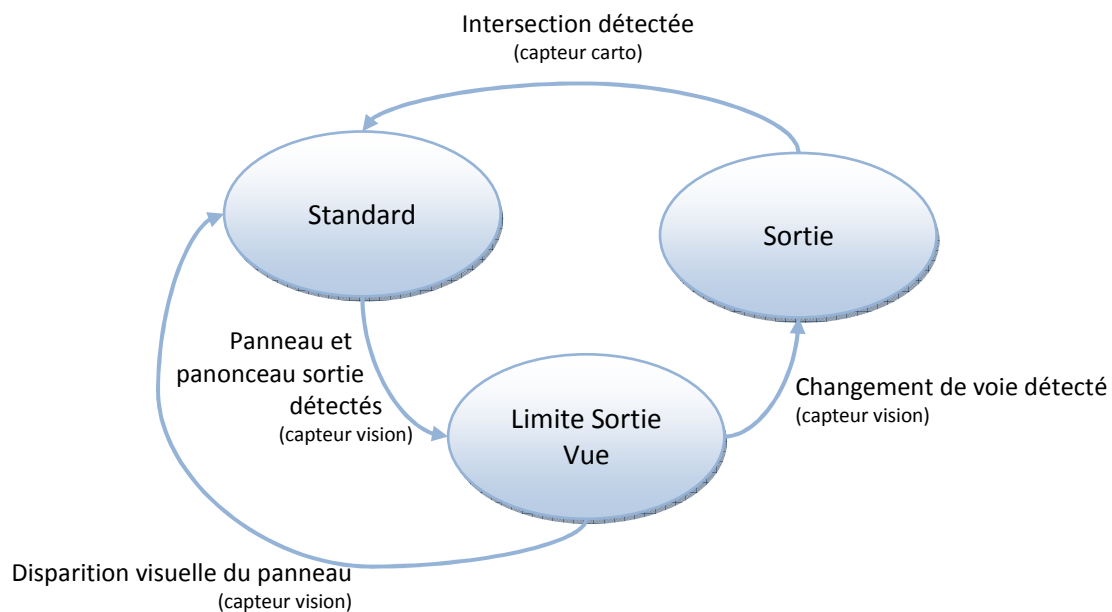 Intersection détectée
(capteur carto)
Standard
Sortie
Panneau et
panonceau sortie
détectés
(capteur vision)
Limite Sortie
Vue
Changement de voie détecté
(capteur vision)
Disparition visuelle du panneau
(capteur vision)